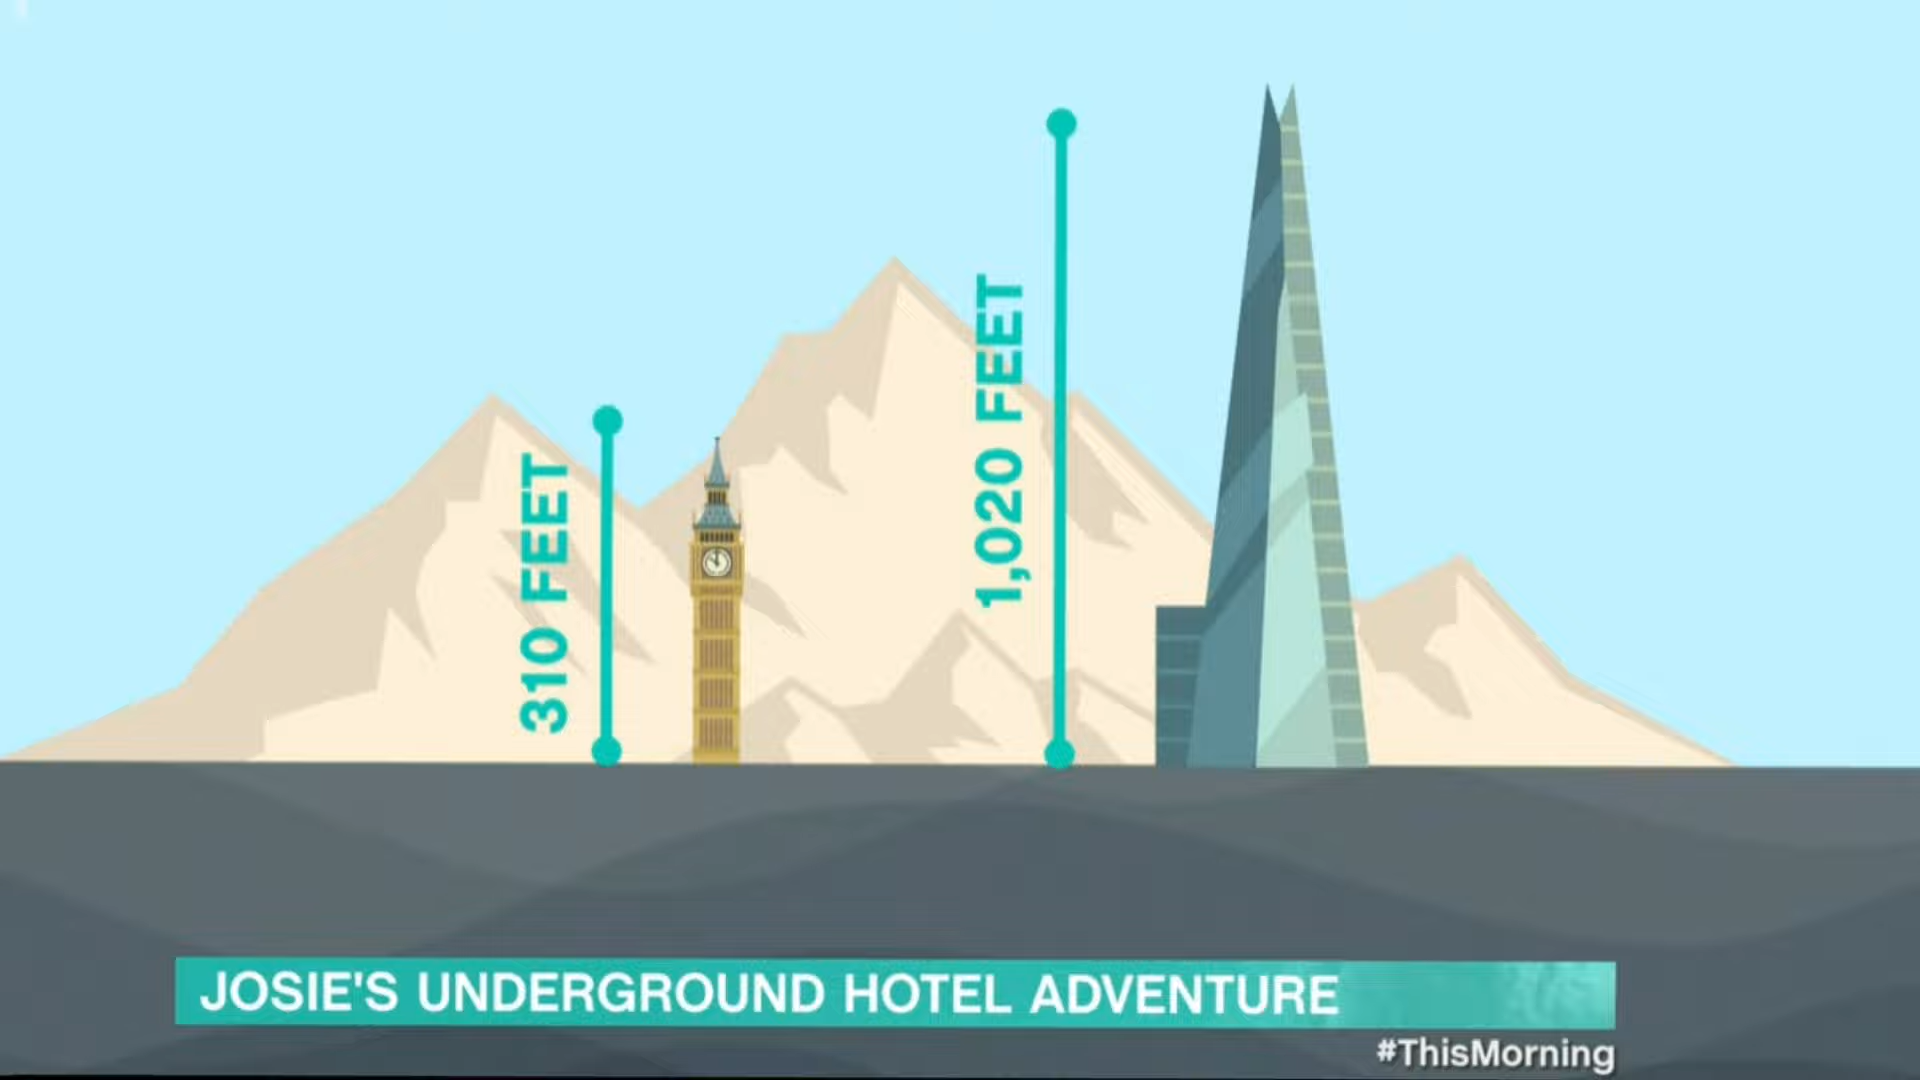 310 FEET
1,020 FEET
JOSIE'S UNDERGROUND HOTEL ADVENTURE
#ThisMorning